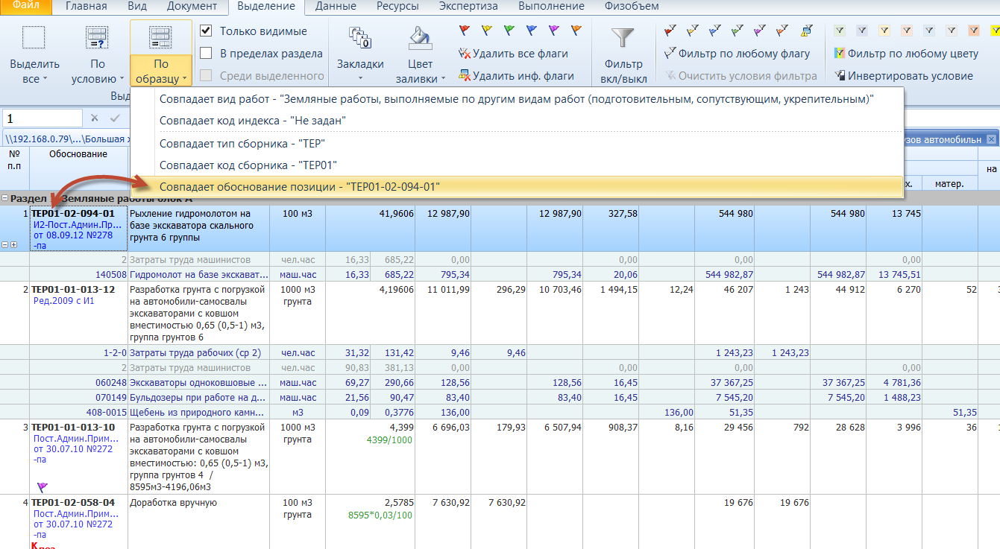 Файл Главная Вид Документ Выделение Данные Ресурсы Экспертиза Выполнение Физобъем
Выделить все
По условию
По образцу
Только видимые
В пределах раздела
Среди выделенного
Закладки
Цвет заливки
Удалить все флаги
Удалить инф. флаги
Фильтр вкл/выкл
Фильтр по любому флагу
Очистить условия фильтра
Фильтр по любому цвету
Инвертировать условие
Выд
1
Совпадает вид работ - "Земляные работы, выполняемые по другим видам работ (подготовительным, сопутствующим, укрепительным)"
Совпадает код индекса - "Не задан"
Совпадает тип сборника - "ТЕР"
Совпадает код сборника - "ТЕР01"
Совпадает обоснование позиции - "ТЕР01-02-094-01"
\\192.168.0.79\...\Большая х
узов автомобильн
№ п.п
Обоснование
х.
матер.
на
Раздел 1. Земляные работы блок А
1 ТЕР01-02-094-01 Рыхление гидромолотом на 100 м3 41,9606 12 987,90 12 987,90 327,58 544 980 544 980 13 745
И2-Пост.Админ.Пр... базе экскаватора скального
от 08.09.12 №278 грунта 6 группы
-па
2 Затраты труда машинистов чел.час 16,33 685,22 0,00 0,00 0,00 0,00
140508 Гидромолот на базе экскават... маш.час 16,33 685,22 795,34 795,34 20,06 544 982,87 544 982,87 13 745,51
2 ТЕР01-01-013-12 Разработка грунта с погрузкой 1000 м3 4,19606 11 011,99 296,29 10 703,46 1 494,15 12,24 46 207 1 243 44 912 6 270 52
Ред.2009 с И1 на автомобили-самосвалы грунта
экскаваторами с ковшом
вместимостью 0,65 (0,5-1) м3,
группа грунтов 6
1-2-0 Затраты труда рабочих (ср 2) чел.час 31,32 131,42 9,46 9,46 1 243,23 1 243,23
2 Затраты труда машинистов чел.час 90,83 381,13 0,00 0,00 0,00 0,00
060248 Экскаваторы одноковшовые ... маш.час 69,27 290,66 128,56 128,56 16,45 37 367,25 37 367,25 4 781,36
070149 Бульдозеры при работе на д... маш.час 21,56 90,47 83,40 83,40 16,45 7 545,20 7 545,20 1 488,23
408-0015 Щебень из природного камн... м3 0,09 0,3776 136,00 136,00 51,35 51,35
3 ТЕР01-01-013-10 Разработка грунта с погрузкой 1000 м3 4,399 6 696,03 179,93 6 507,94 908,37 8,16 29 456 792 28 628 3 996 36
Пост.Админ.Прим... на автомобили-самосвалы грунта 4399/1000
от 30.07.10 №272 экскаваторами с ковшом
-па вместимостью: 0,65 (0,5-1) м3,
группа грунтов 4 /
8595м3-4196,06м3
4 ТЕР01-02-058-04 Доработка вручную 100 м3 2,5785 7 630,92 7 630,92 19 676 19 676
Пост.Админ.Прим... грунта 8595*0,03/100
от 30.07.10 №272
-па